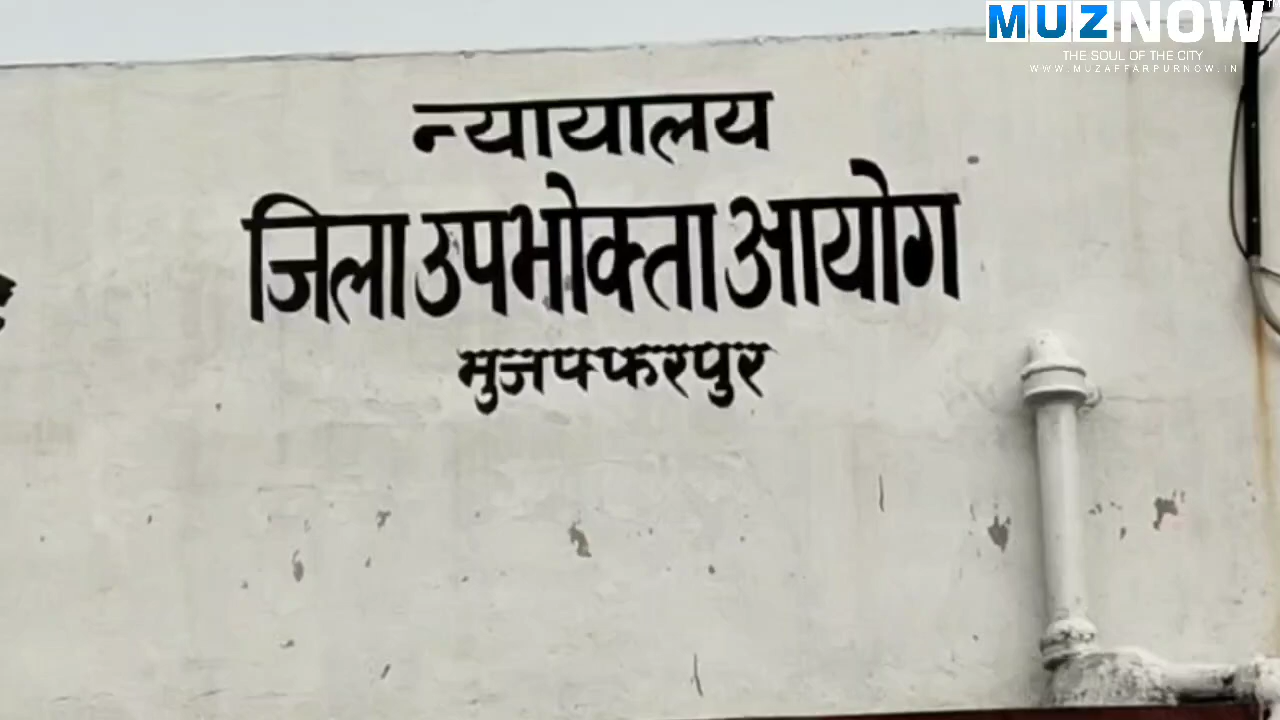 MUZNOW
THE SOUL OF THE CITY
WWW.MUZAFFARPURNOW.IN
न्यायालय
जिला उपभोक्ता आयोग
मुजफ्फरपुर